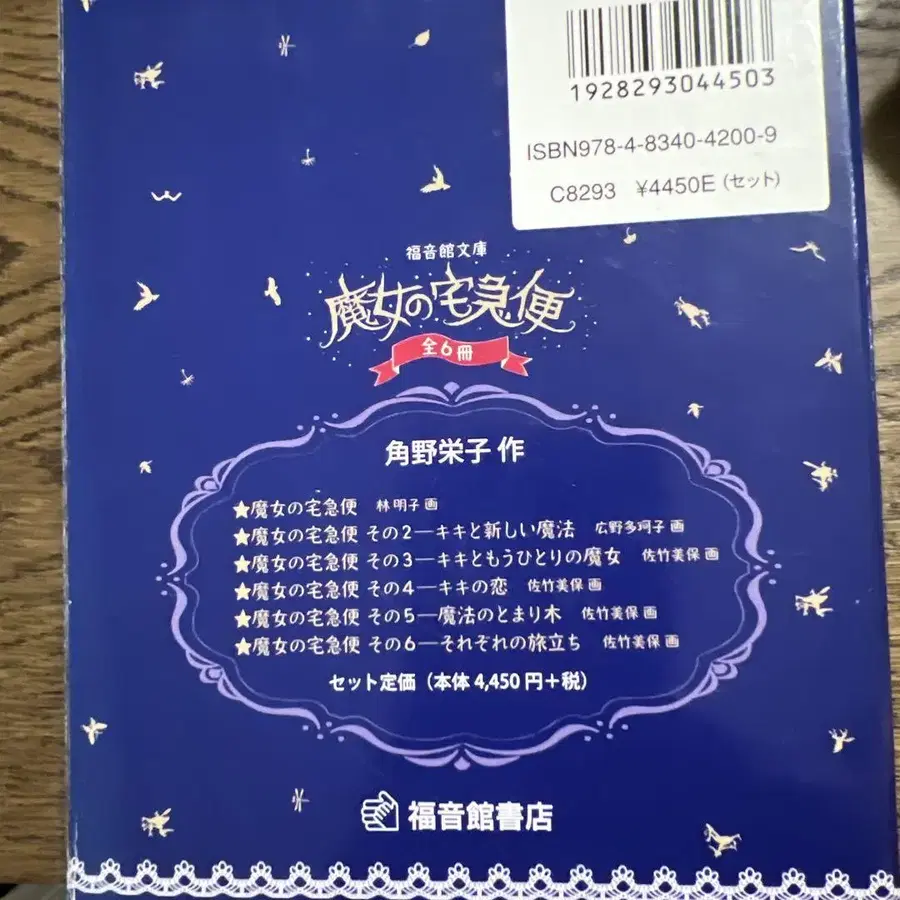 1928293044503
ISBN978-4-8340-4200-9
C8293 ¥4450E(セット)
福音館文庫
魔女の宅急便
全6冊
角野栄子 作
★魔女の宅急便 林明子 画
★魔女の宅急便 その2―キキと新しい魔法 広野多珂子 画
★魔女の宅急便 その3―キキともうひとりの魔女 佐竹美保 画
★魔女の宅急便 その4―キキの恋 佐竹美保 画
★魔女の宅急便 その5―魔法のとまり木 佐竹美保 画
★魔女の宅急便 その6―それぞれの旅立ち 佐竹美保 画
セット定価(本体4,450円+税)
福音館書店